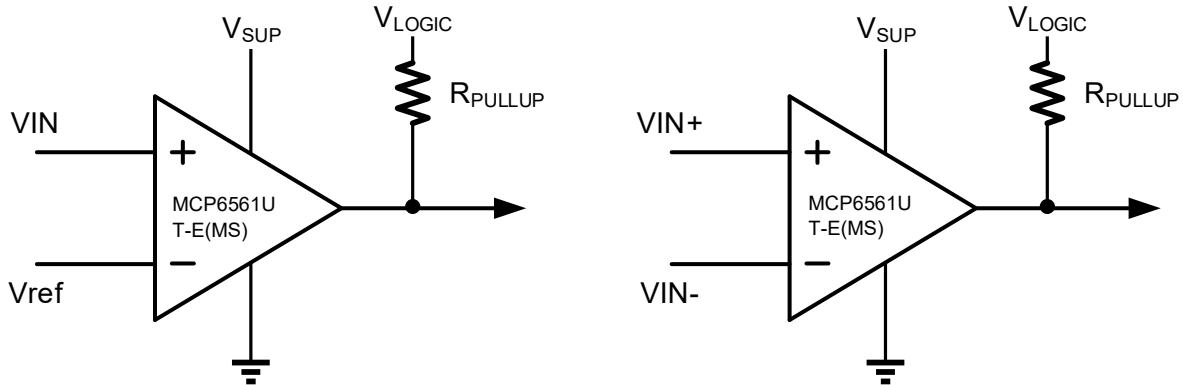 VLOGIC
VSUP
RPULLUP
VIN
+
MCP6561U
T-E(MS)
−
Vref
VLOGIC
VSUP
RPULLUP
VIN+
+
MCP6561U
T-E(MS)
−
VIN-